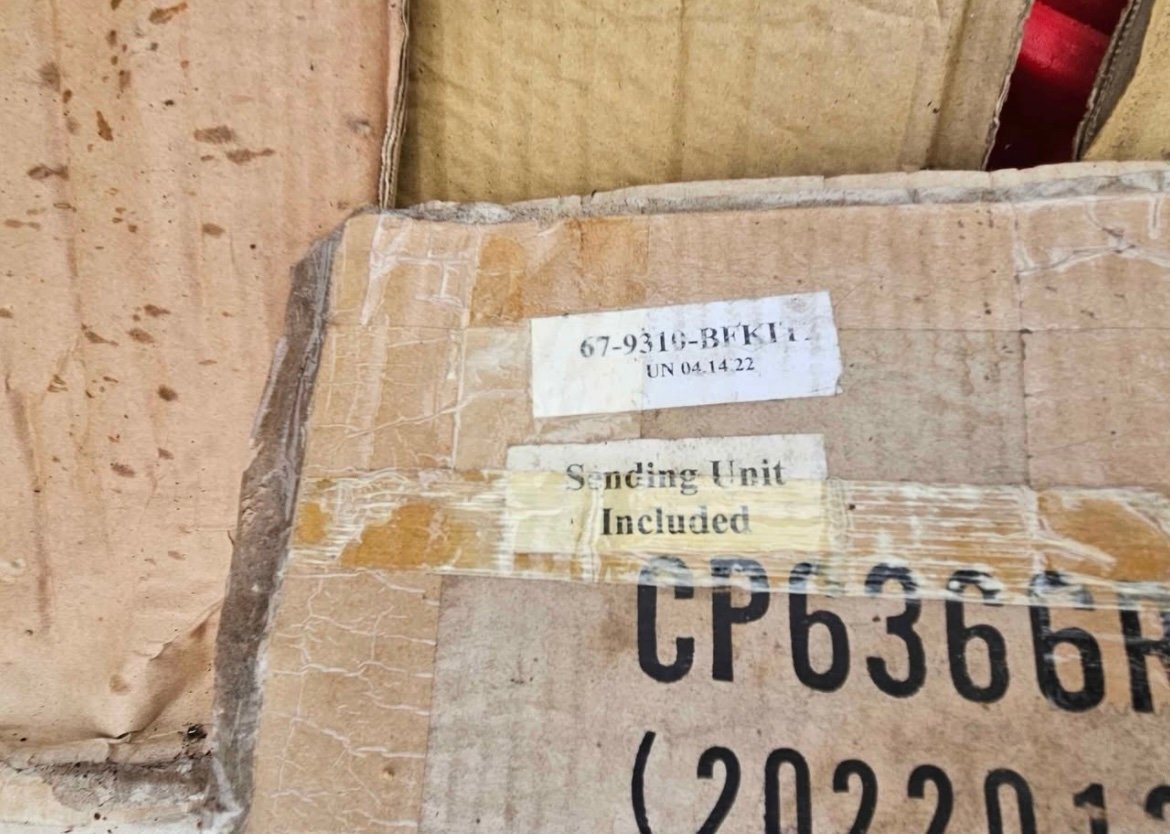 67-9310-BFKIT
UN 04.14.22
Sending Unit
Included
CP6366R
(202201